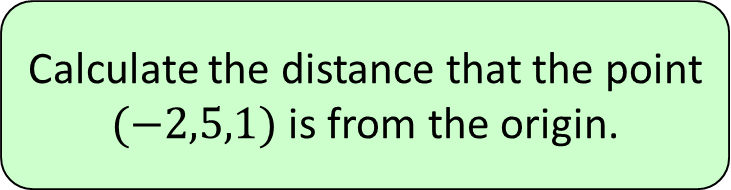 Calculate the distance that the point
(−2,5,1) is from the origin.